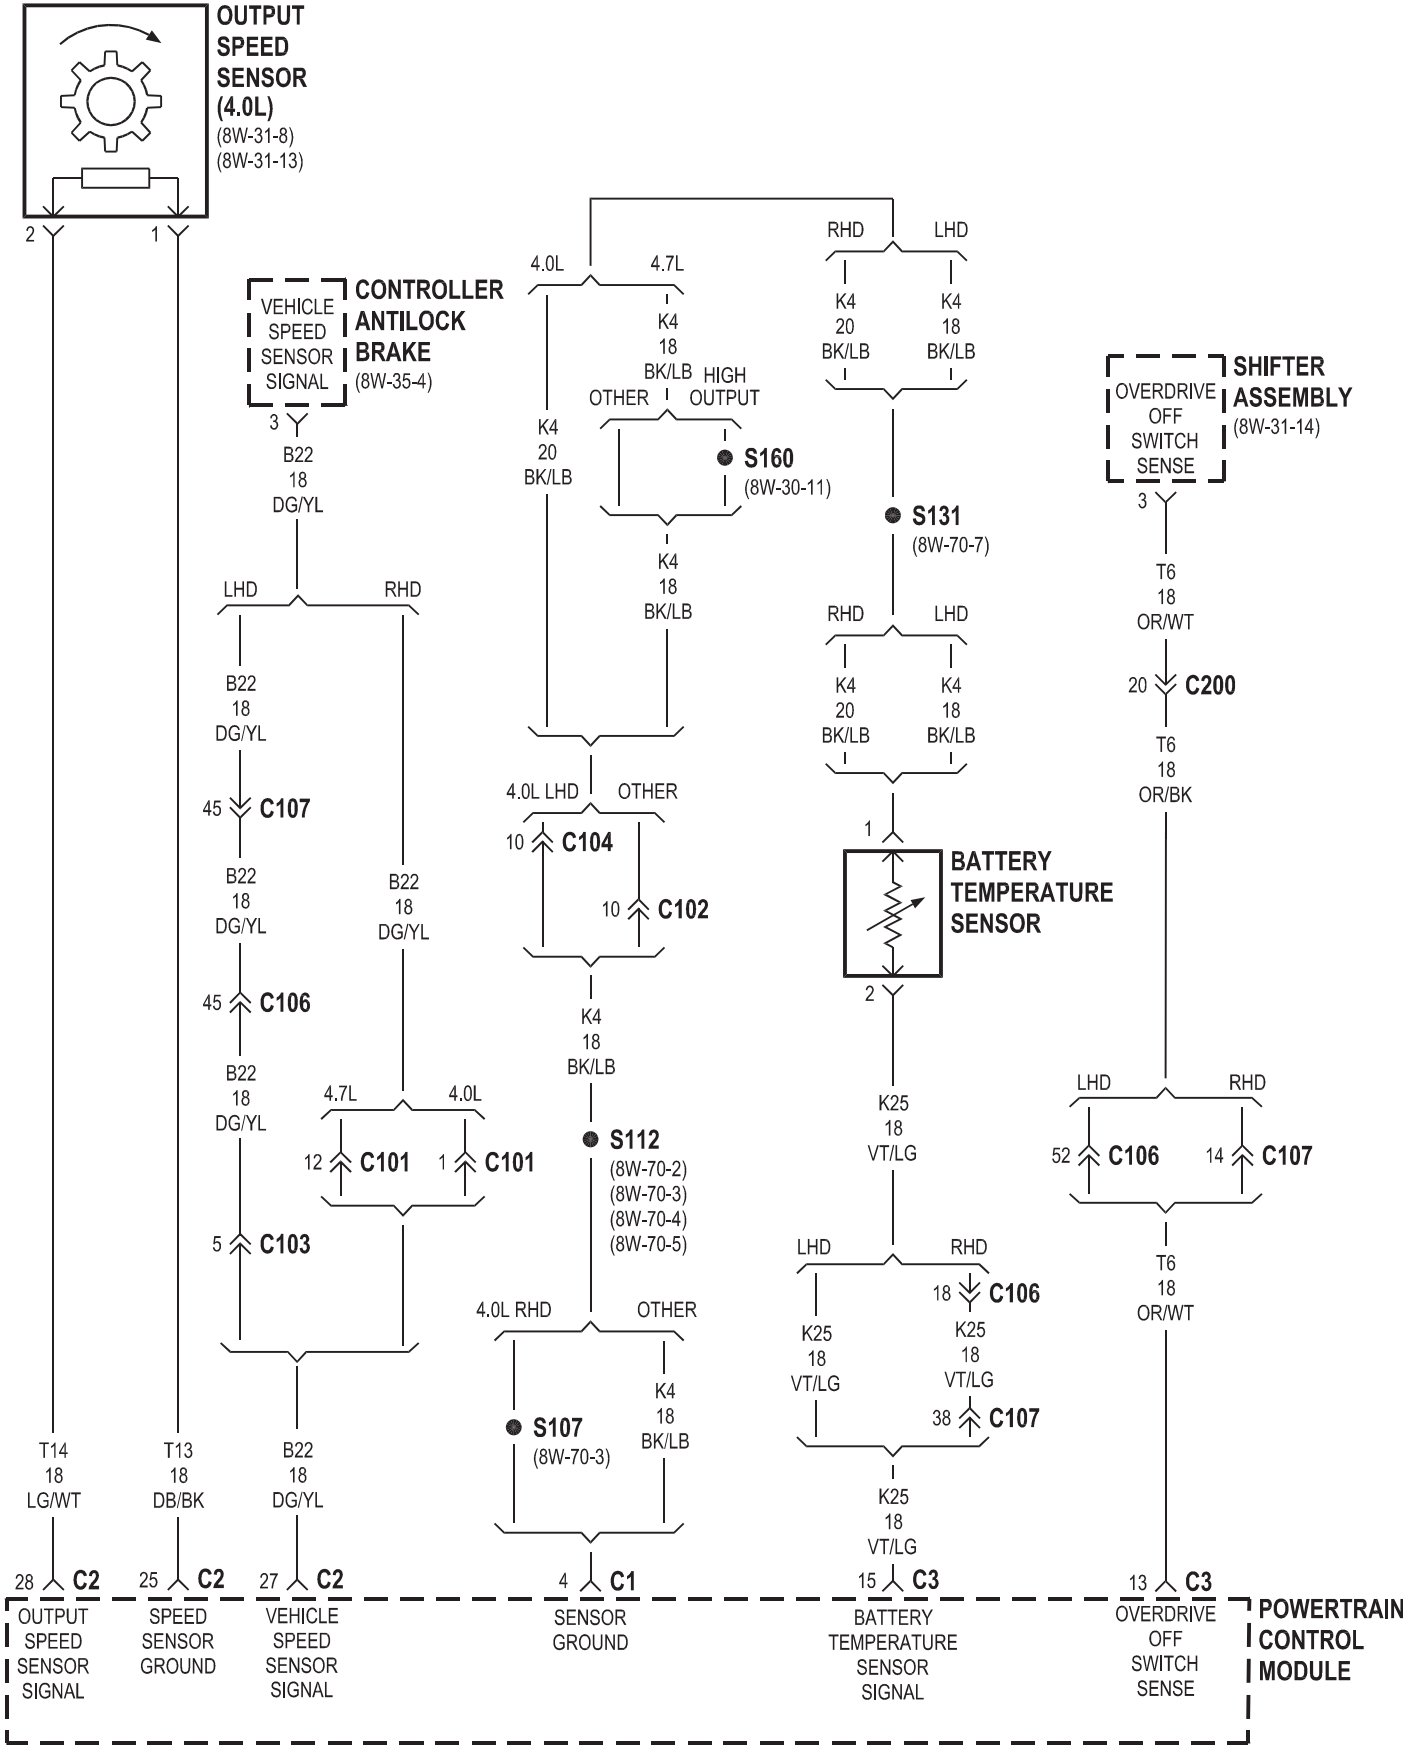 OUTPUT
SPEED
SENSOR
(4.0L)
(8W-31-8)
(8W-31-13)
2
1
CONTROLLER
ANTILOCK
BRAKE
(8W-35-4)
VEHICLE
SPEED
SENSOR
SIGNAL
3
B22
18
DG/YL
LHD
RHD
B22
18
DG/YL
45 C107
B22
18
DG/YL
45 C106
B22
18
DG/YL
5 C103
B22
18
DG/YL
4.7L
4.0L
12 C101
1 C101
T14
18
LG/WT
T13
18
DB/BK
B22
18
DG/YL
4.0L
4.7L
K4
18
BK/LB
OTHER
HIGH
OUTPUT
K4
20
BK/LB
S160
(8W-30-11)
K4
18
BK/LB
4.0L LHD
OTHER
10 C104
10 C102
K4
18
BK/LB
S112
(8W-70-2)
(8W-70-3)
(8W-70-4)
(8W-70-5)
4.0L RHD
OTHER
S107
(8W-70-3)
K4
18
BK/LB
RHD
LHD
K4
20
BK/LB
K4
18
BK/LB
S131
(8W-70-7)
RHD
LHD
K4
20
BK/LB
K4
18
BK/LB
1
BATTERY
TEMPERATURE
SENSOR
2
K25
18
VT/LG
LHD
RHD
18 C106
K25
18
VT/LG
K25
18
VT/LG
38 C107
K25
18
VT/LG
SHIFTER
ASSEMBLY
(8W-31-14)
OVERDRIVE
OFF
SWITCH
SENSE
3
T6
18
OR/WT
20 C200
T6
18
OR/BK
LHD
RHD
52 C106
14 C107
T6
18
OR/WT
28 C2
25 C2
27 C2
4 C1
15 C3
13 C3
OUTPUT
SPEED
SENSOR
SIGNAL
SPEED
SENSOR
GROUND
VEHICLE
SPEED
SENSOR
SIGNAL
SENSOR
GROUND
BATTERY
TEMPERATURE
SENSOR
SIGNAL
OVERDRIVE
OFF
SWITCH
SENSE
POWERTRAIN
CONTROL
MODULE